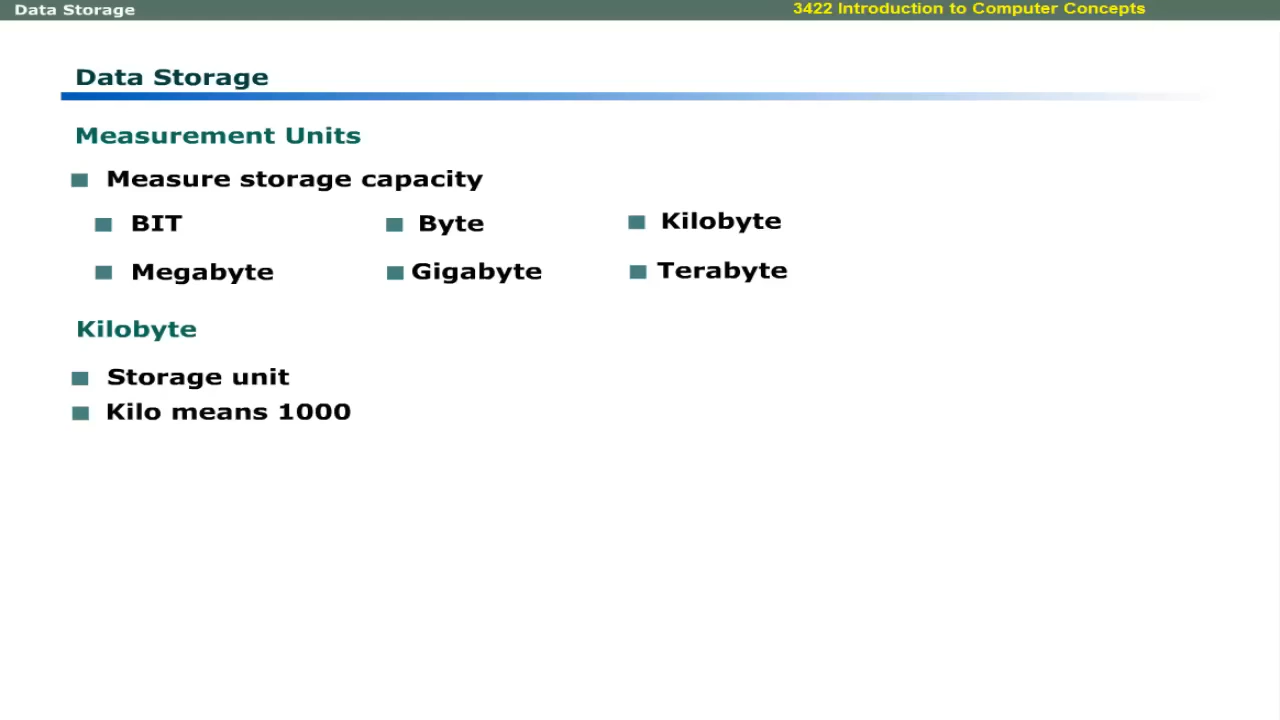 Data Storage
3422 Introduction to Computer Concepts
Data Storage
Measurement Units
Measure storage capacity
BIT Byte Kilobyte
Megabyte Gigabyte Terabyte
Kilobyte
Storage unit
Kilo means 1000